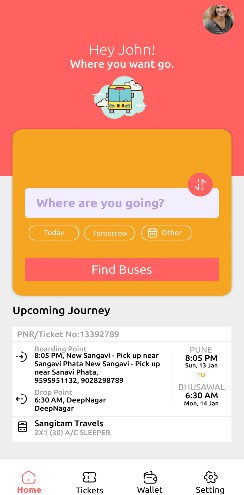 Hey John!
Where you want go.
Where are you going?
Today
Tomorrow
Other
Find Buses
Upcoming Journey
PNR/Ticket No:13392789
Boarding Point
8:05 PM, New Sangavi - Pick up near
Sangavi Phata New Sangavi - Pick up
near Sanavi Phata,
9595951132, 9028298789
PUNE
8:05 PM
Sun, 13 Jan
TO
Drop Point
6:30 AM, DeepNagar
DeepNagar
BHUSAWAL
6:30 AM
Mon, 14 Jan
Sangitam Travels
2X1 (30) A/C SLEEPER
Home
Tickets
Wallet
Setting